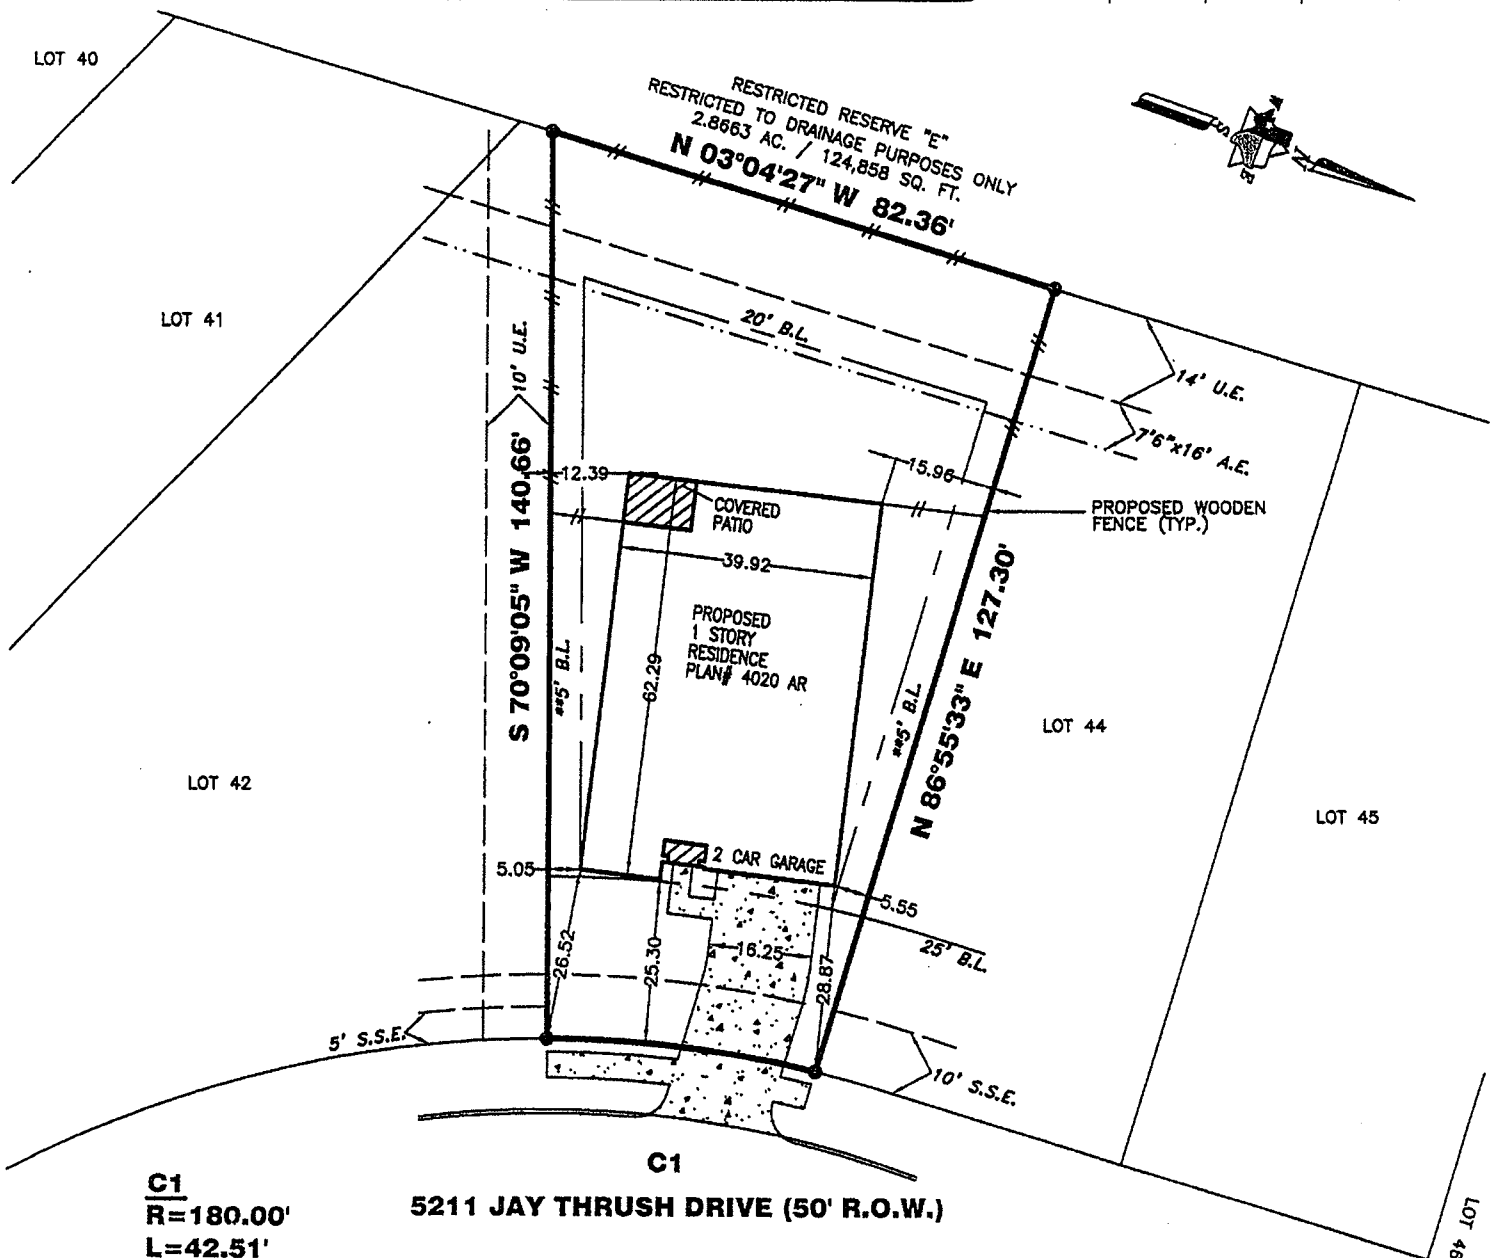 LOT 40
RESTRICTED RESERVE "E"
RESTRICTED TO DRAINAGE PURPOSES ONLY
2.8663 AC. / 124,858 SQ. FT.
N 03°04'27" W 82.36'
S
W
N
E
LOT 41
10' U.E.
20' B.L.
14' U.E.
7'6"x16' A.E.
12.39
15.96
COVERED
PATIO
PROPOSED WOODEN
FENCE (TYP.)
S 70°09'05" W 140.66'
39.92
N 86°55'33" E 127.30'
PROPOSED
1 STORY
RESIDENCE
PLAN# 4020 AR
62.29
**5' B.L.
**5' B.L.
LOT 44
LOT 42
LOT 45
2 CAR GARAGE
5.05
5.55
26.52
25.30
16.25
28.87
25' B.L.
5' S.S.E.
10' S.S.E.
C1
C1
R=180.00'
L=42.51'
5211 JAY THRUSH DRIVE (50' R.O.W.)
LOT 46